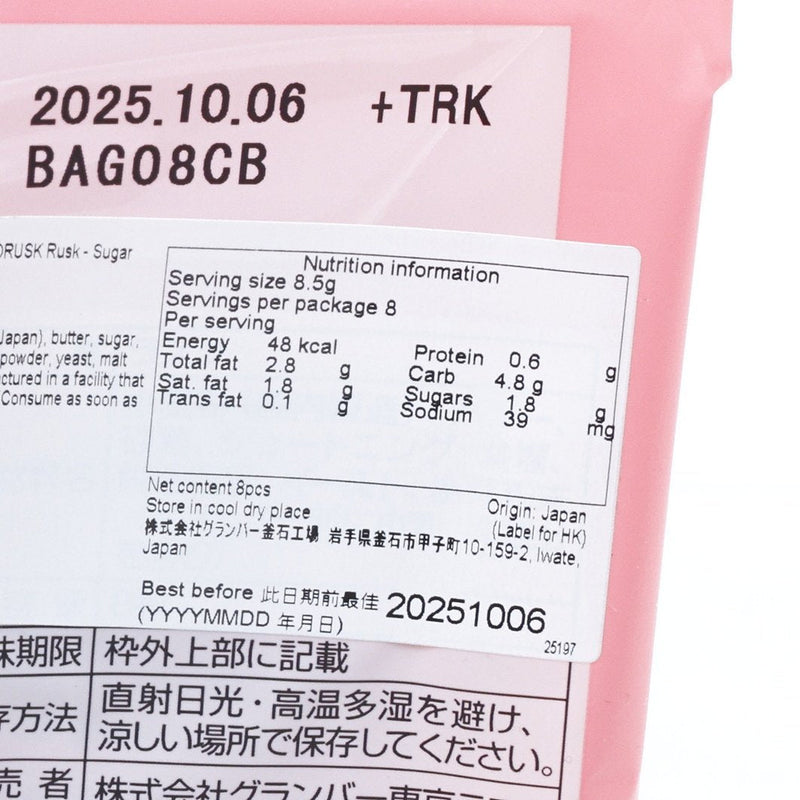 2025.10.06 +TRK
BAG08CB
ORUSK Rusk - Sugar
Japan), butter, sugar,
powder, yeast, malt
ctured in a facility that
Consume as soon as
Nutrition information
Serving size 8.5g
Servings per package 8
Per serving
Energy 48 kcal
Total fat 2.8 g
Sat. fat 1.8 g
Trans fat 0.1 g
Protein 0.6 g
Carb 4.8 g
Sugars 1.8 g
Sodium 39 mg
Net content 8pcs
Store in cool dry place
Origin: Japan
(Label for HK)
株式会社グランバー釜石工場 岩手県釜石市甲子町10-159-2, Iwate,
Japan
Best before 此日期前最佳 20251006
(YYYYMMDD 年月日)
25197
味期限 枠外上部に記載
存方法 直射日光・高温多湿を避け、
涼しい場所で保存してください。
売者 株式会社グランバー東京ラス